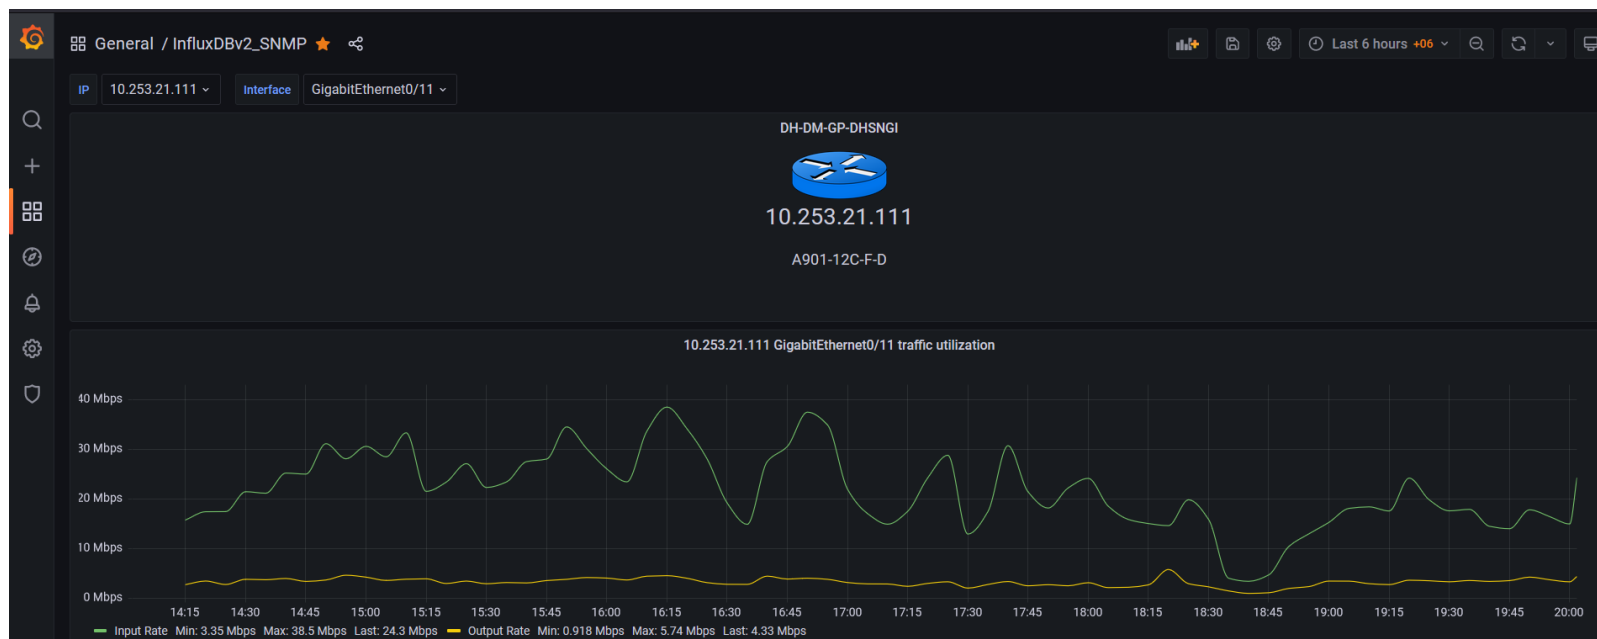 General / InfluxDBv2_SNMP
Last 6 hours +06
IP 10.253.21.111 Interface GigabitEthernet0/11
DH-DM-GP-DHSNGI
10.253.21.111
A901-12C-F-D
10.253.21.111 GigabitEthernet0/11 traffic utilization
40 Mbps
30 Mbps
20 Mbps
10 Mbps
0 Mbps
14:15 14:30 14:45 15:00 15:15 15:30 15:45 16:00 16:15 16:30 16:45 17:00 17:15 17:30 17:45 18:00 18:15 18:30 18:45 19:00 19:15 19:30 19:45 20:00
Input Rate Min: 3.35 Mbps Max: 38.5 Mbps Last: 24.3 Mbps Output Rate Min: 0.918 Mbps Max: 5.74 Mbps Last: 4.33 Mbps